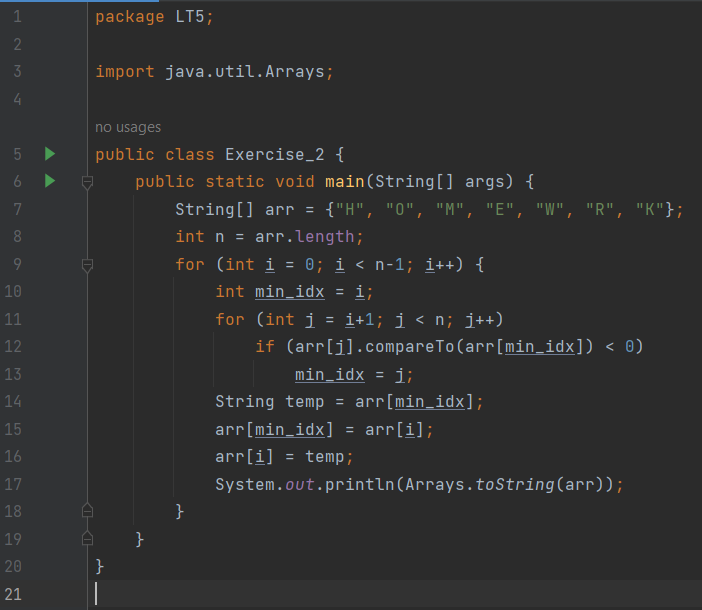 1 package LT5;
2
3 import java.util.Arrays;
4
no usages
5 public class Exercise_2 {
6     public static void main(String[] args) {
7         String[] arr = {"H", "O", "M", "E", "W", "R", "K"};
8         int n = arr.length;
9         for (int i = 0; i < n-1; i++) {
10             int min_idx = i;
11             for (int j = i+1; j < n; j++)
12                 if (arr[j].compareTo(arr[min_idx]) < 0)
13                     min_idx = j;
14             String temp = arr[min_idx];
15             arr[min_idx] = arr[i];
16             arr[i] = temp;
17             System.out.println(Arrays.toString(arr));
18         }
19     }
20 }
21